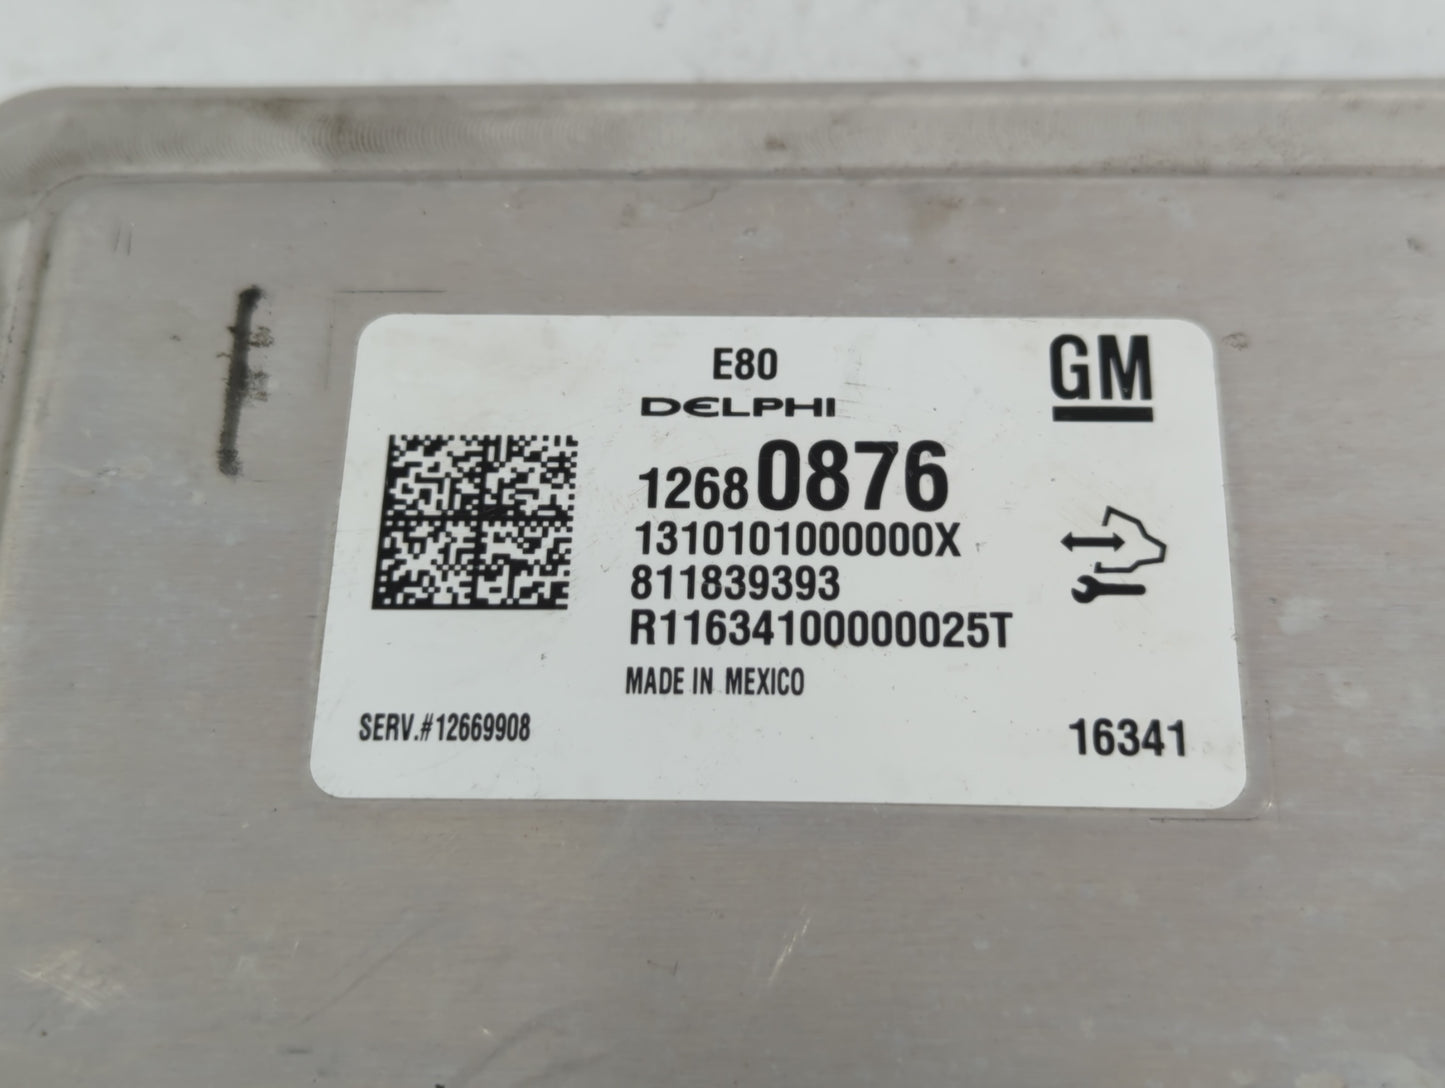 E80
DELPHI
GM
12680876
1310101000000X
811839393
R11634100000025T
MADE IN MEXICO
SERV.#12669908
16341